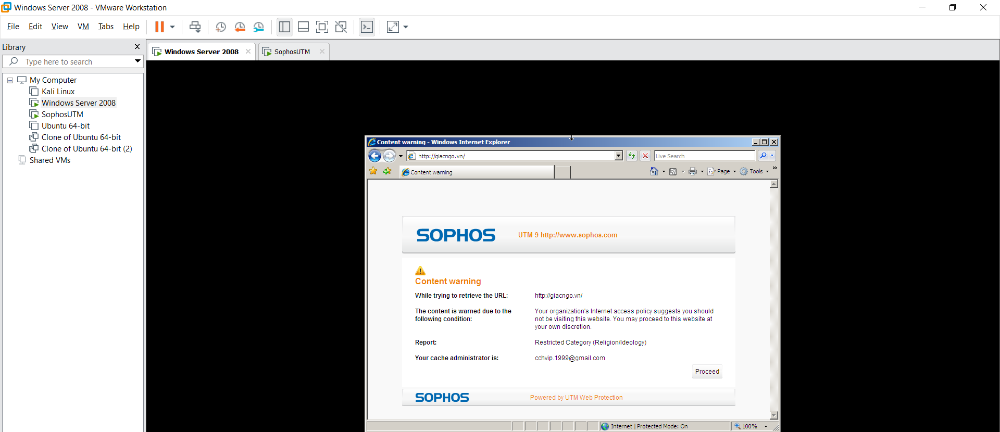 Windows Server 2008 - VMware Workstation
File Edit View VM Tabs Help
Library
Type here to search
My Computer
Kali Linux
Windows Server 2008
SophosUTM
Ubuntu 64-bit
Clone of Ubuntu 64-bit
Clone of Ubuntu 64-bit (2)
Shared VMs
Windows Server 2008
SophosUTM
Content warning - Windows Internet Explorer
http://giacngo.vn/
Live Search
Content warning
Page Tools »
SOPHOS UTM 9 http://www.sophos.com
Content warning
While trying to retrieve the URL: http://giacngo.vn/
The content is warned due to the following condition:
Your organization's Internet access policy suggests you should
not be visiting this website. You may proceed to this website at
your own discretion.
Report: Restricted Category (Religion/Ideology)
Your cache administrator is: cchvip.1999@gmail.com
Proceed
SOPHOS Powered by UTM Web Protection
Internet | Protected Mode: On 100%